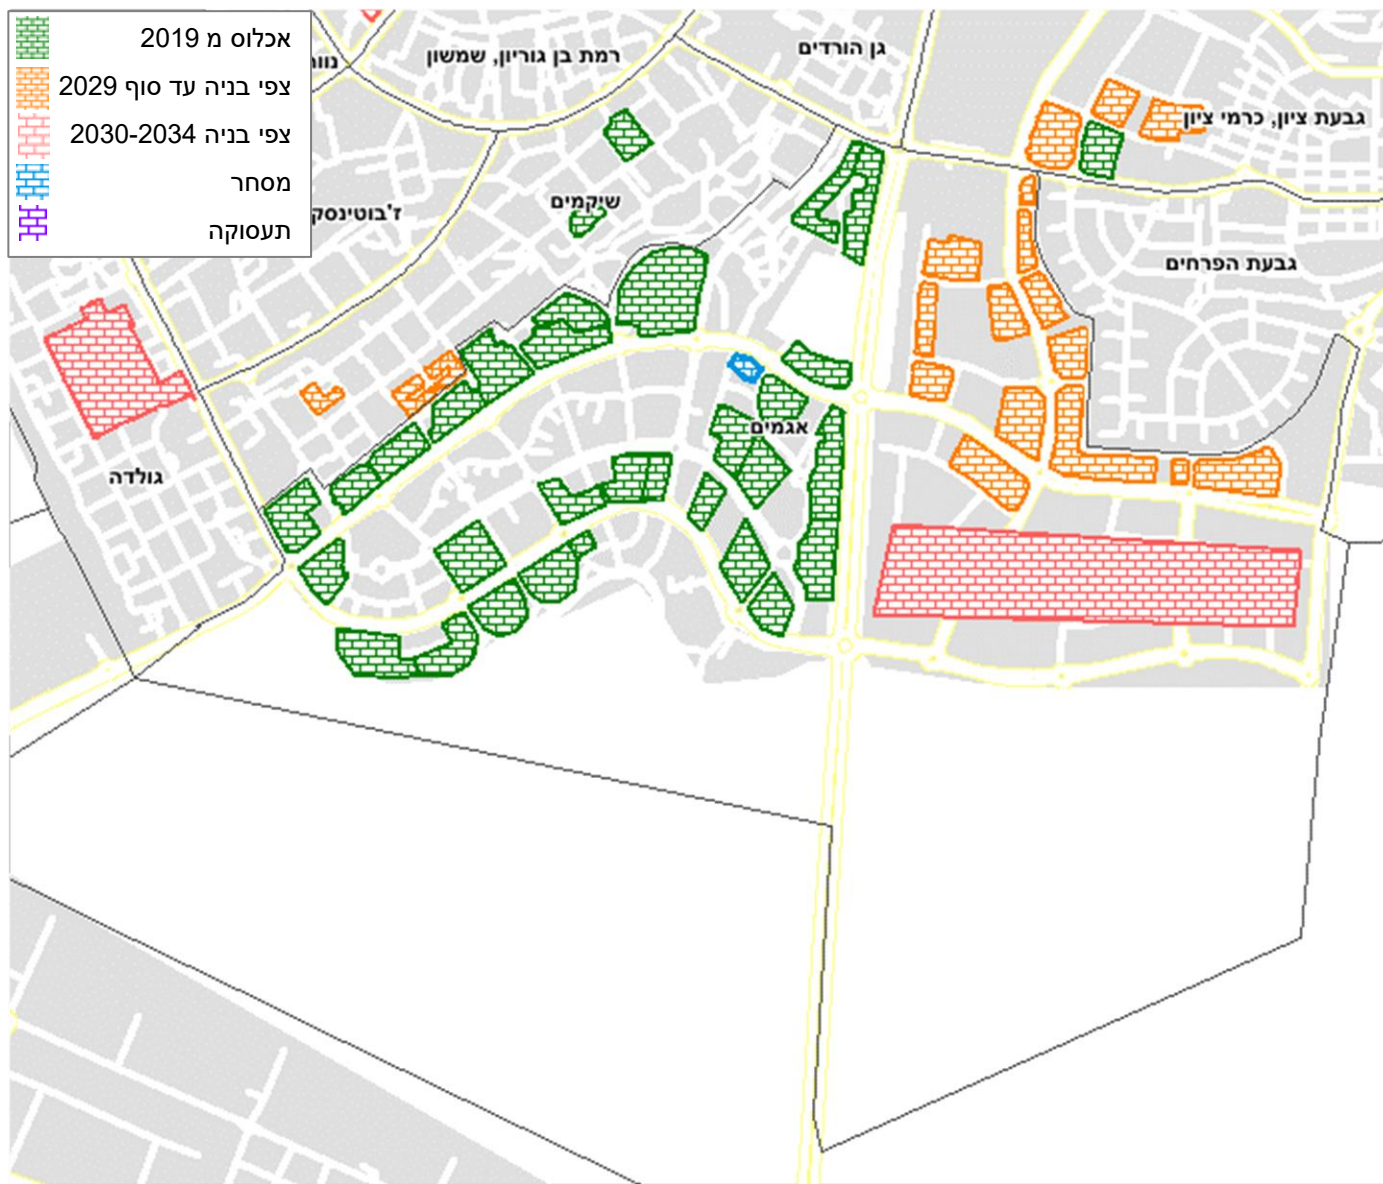 אכלוס מ 2019
צפי בניה עד סוף 2029
צפי בניה 2030-2034
מסחר
תעסוקה
רמת בן גוריון, שמשון
גן הורדים
גבעת ציון, כרמי ציון
שיקמים
ז'בוטינסק
גבעת הפרחים
אגמים
גולדה